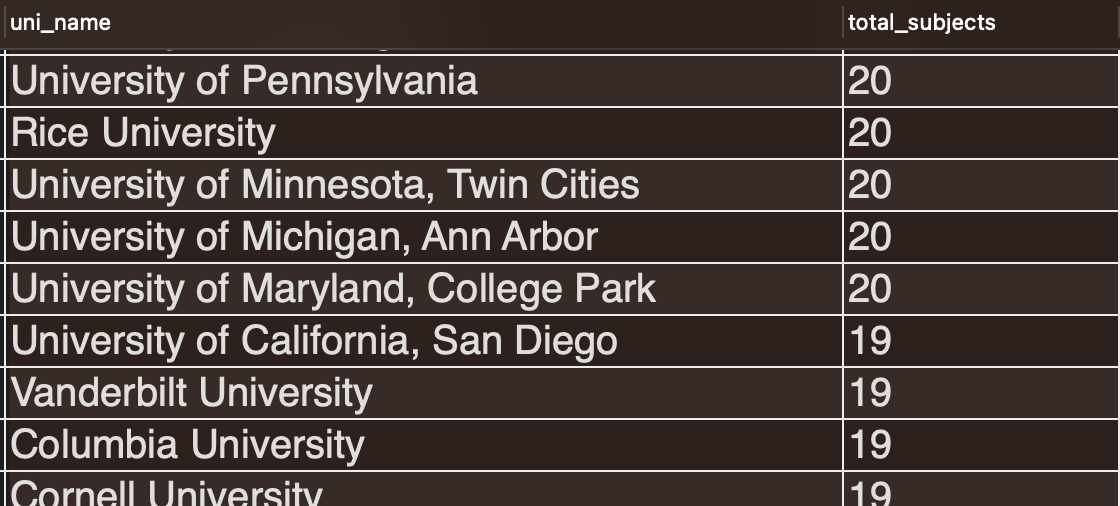 uni_name total_subjects
University of Pennsylvania 20
Rice University 20
University of Minnesota, Twin Cities 20
University of Michigan, Ann Arbor 20
University of Maryland, College Park 20
University of California, San Diego 19
Vanderbilt University 19
Columbia University 19
Cornell University 19